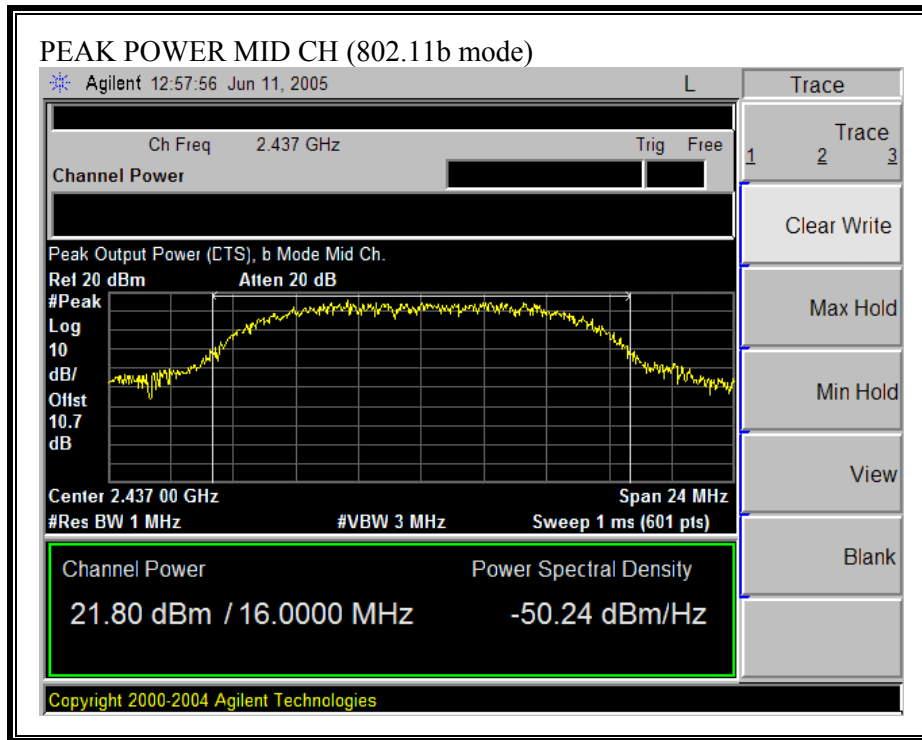 PEAK POWER MID CH (802.11b mode)
Agilent 12:57:56 Jun 11, 2005 L Trace
Ch Freq 2.437 GHz Trig Free
Channel Power
Trace
1 2 3
Clear Write
Peak Output Power (DTS), b Mode Mid Ch.
Ref 20 dBm Atten 20 dB
#Peak
Log
10
dB/
Offst
10.7
dB
Max Hold
Min Hold
Center 2.437 00 GHz Span 24 MHz
#Res BW 1 MHz #VBW 3 MHz Sweep 1 ms (601 pts)
View
Channel Power Power Spectral Density
21.80 dBm / 16.0000 MHz -50.24 dBm/Hz
Blank
Copyright 2000-2004 Agilent Technologies